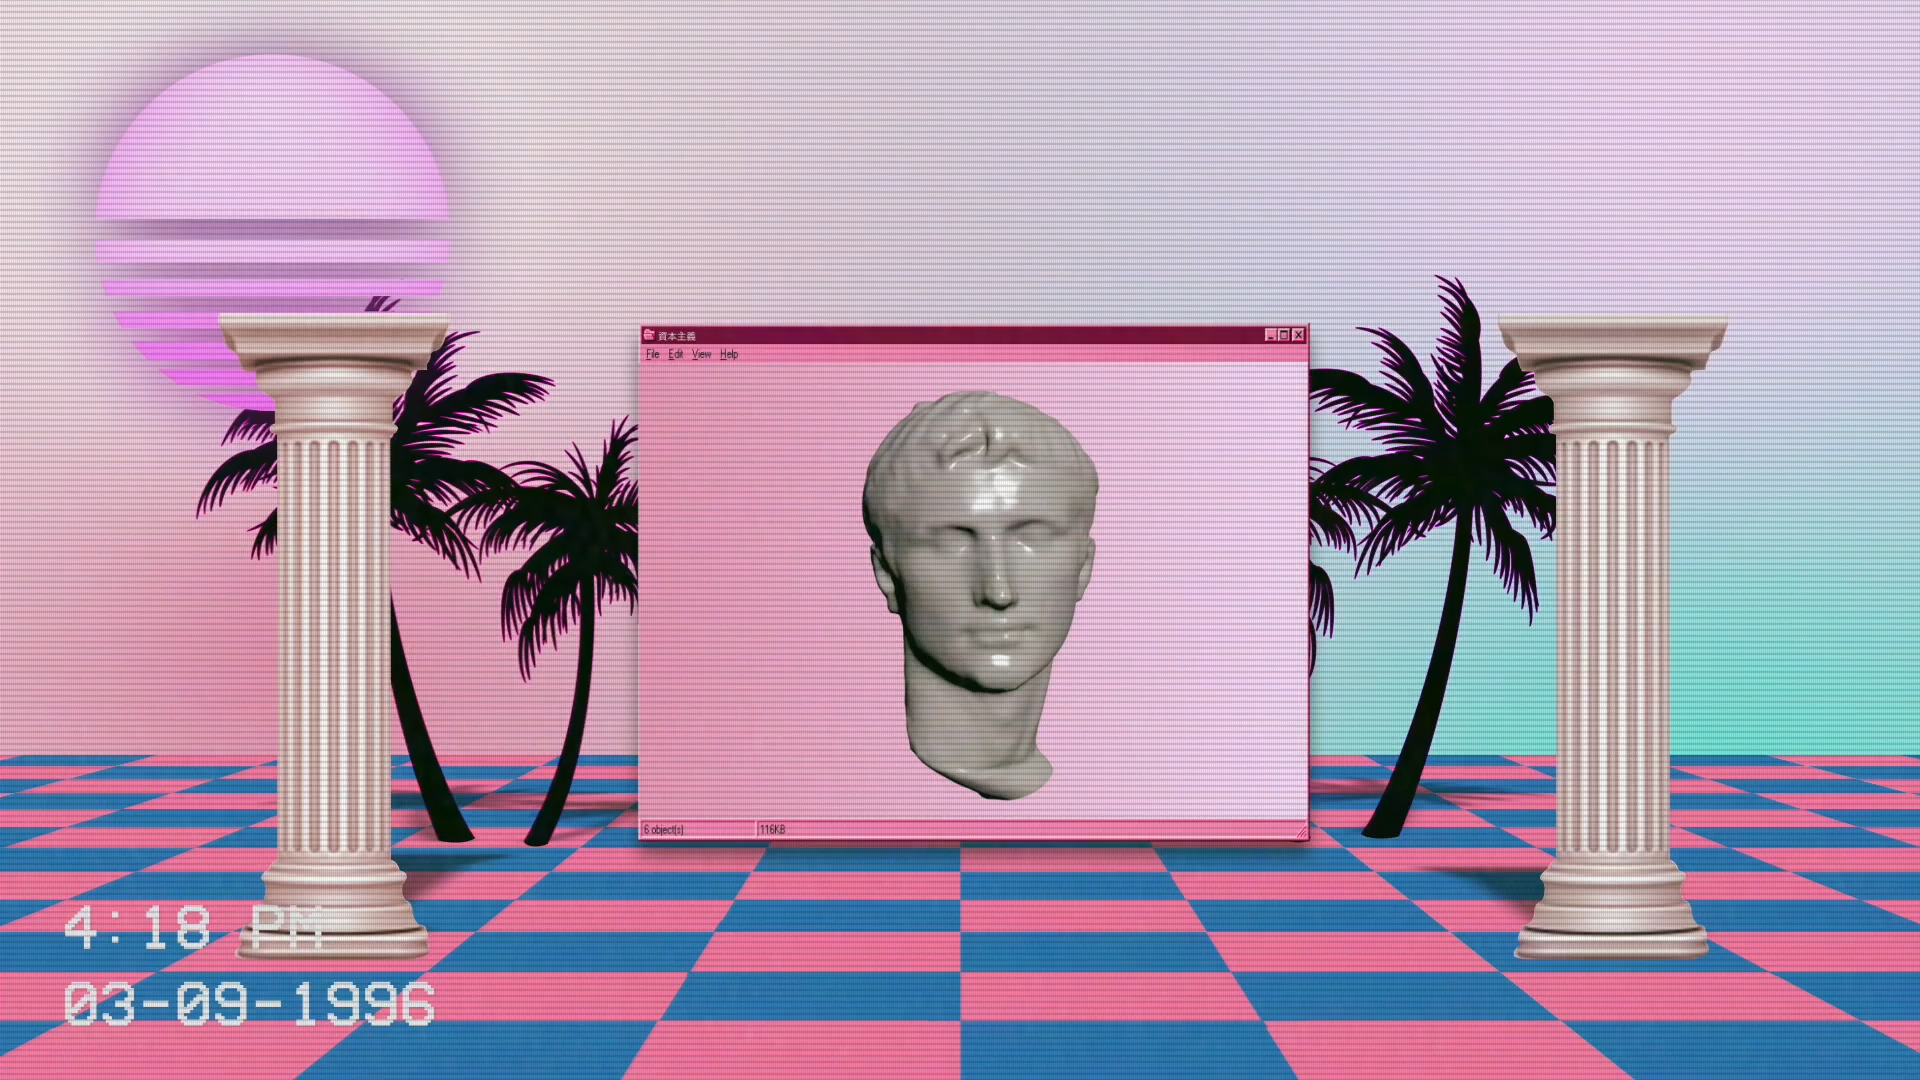 資本主義
File Edit View Help
6 object(s) 116KB
4:18 PM
03-09-1996